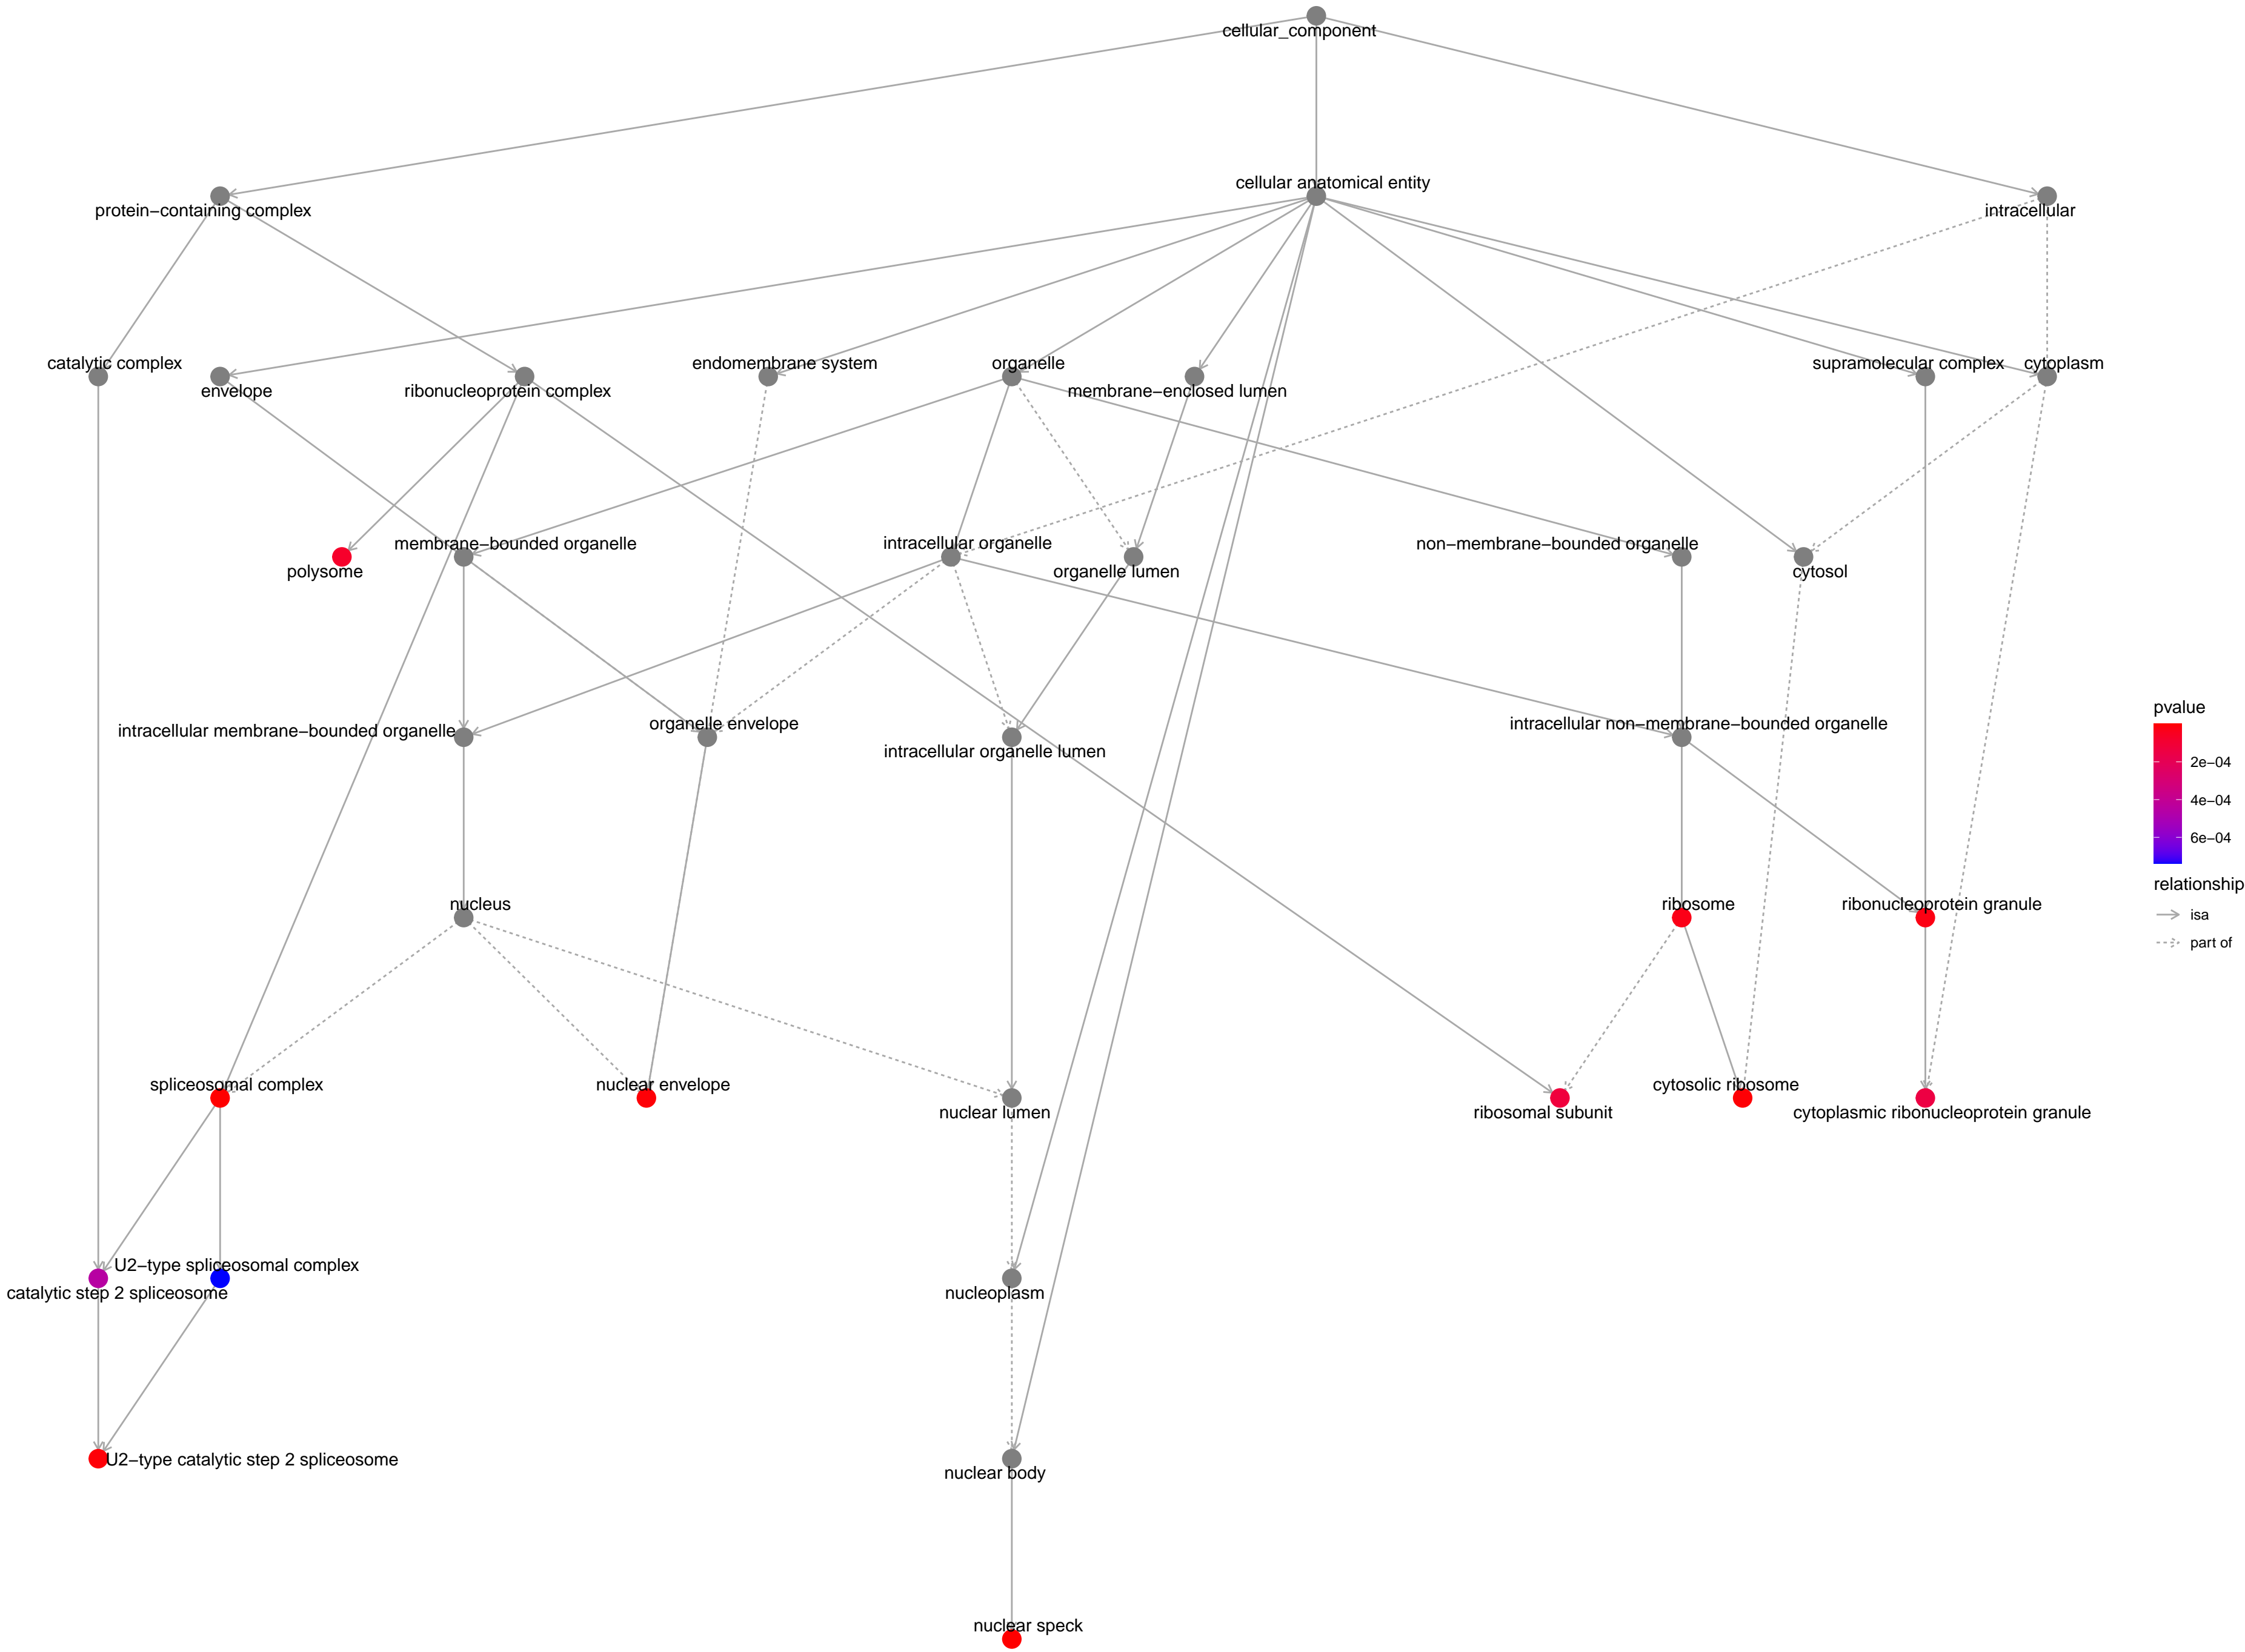 cellular_component
cellular anatomical entity
protein−containing complex
intracellular
catalytic complex
endomembrane system
organelle
supramolecular complex
cytoplasm
envelope
ribonucleoprotein complex
membrane−enclosed lumen
membrane−bounded organelle
intracellular organelle
non−membrane−bounded organelle
polysome
organelle lumen
cytosol
pvalue
2e−04
4e−04
6e−04
relationship
isa
part of
intracellular membrane−bounded organelle
organelle envelope
intracellular organelle lumen
intracellular non−membrane−bounded organelle
nucleus
ribosome
ribonucleoprotein granule
spliceosomal complex
nuclear envelope
cytosolic ribosome
nuclear lumen
ribosomal subunit
cytoplasmic ribonucleoprotein granule
U2−type spliceosomal complex
catalytic step 2 spliceosome
nucleoplasm
U2−type catalytic step 2 spliceosome
nuclear body
nuclear speck